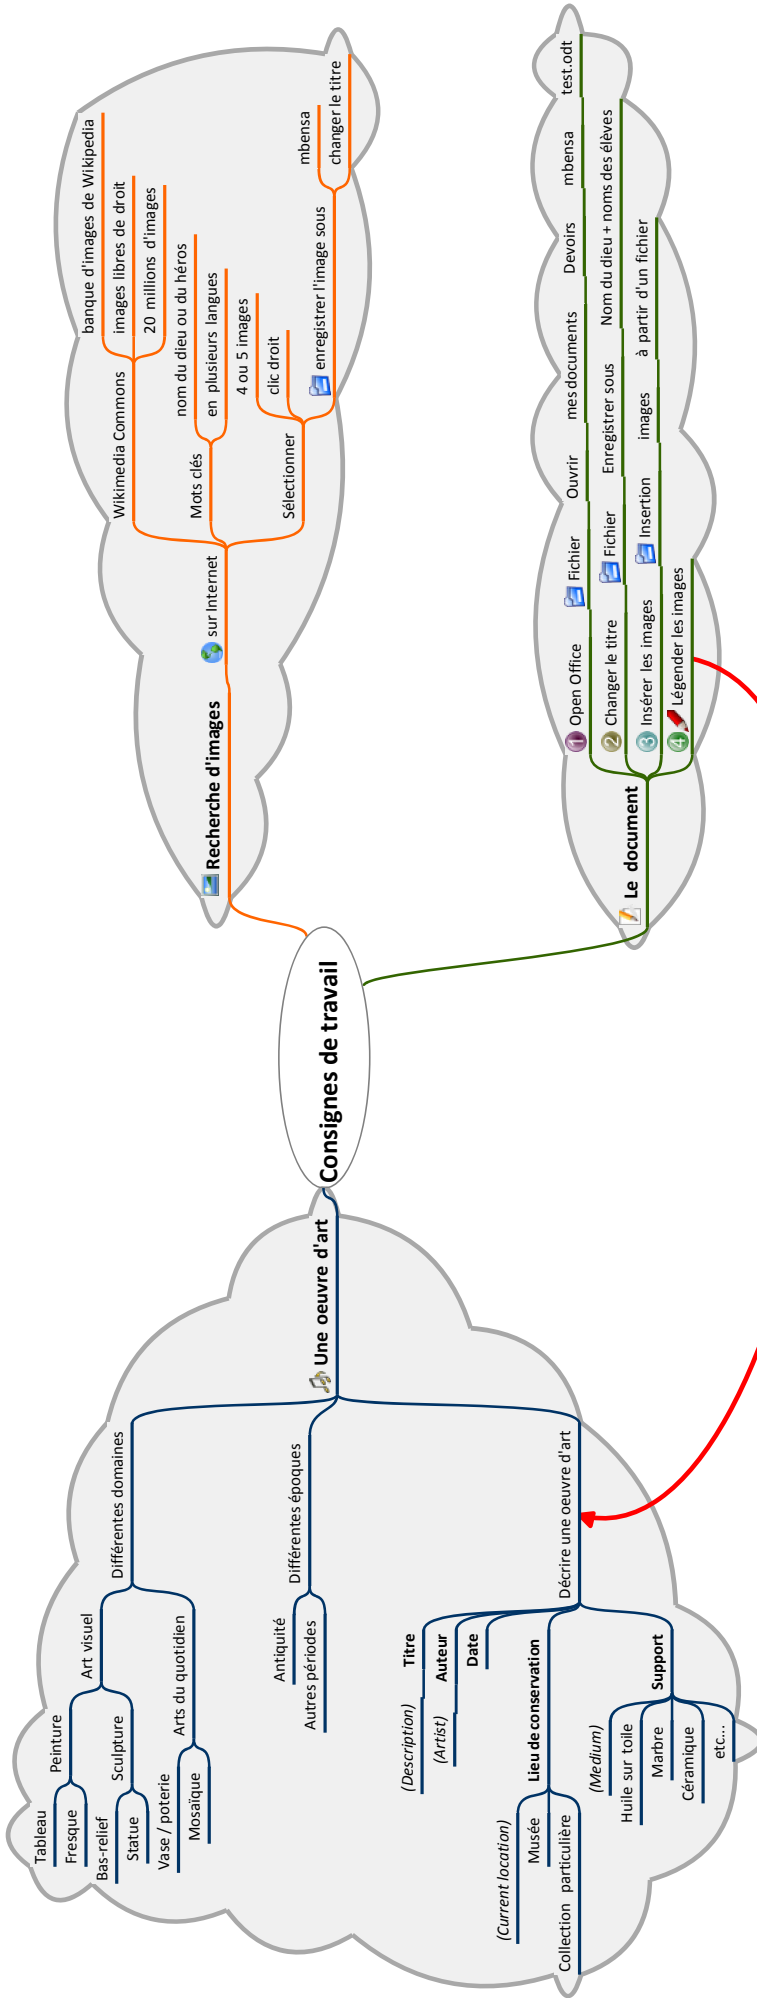 Consignes de travail
Recherche d'images
sur Internet
Wikimedia Commons
banque d'images de Wikipedia
images libres de droit
20 millions d'images
Mots clés
nom du dieu ou du héros
en plusieurs langues
Sélectionner
4 ou 5 images
clic droit
enregistrer l'image sous
mbensa
changer le titre
Le document
1 Open Office Fichier Ouvrir mes documents Devoirs mbensa test.odt
2 Changer le titre Fichier Enregistrer sous Nom du dieu + noms des élèves
3 Insérer les images Insertion images à partir d'un fichier
4 Légender les images
Une oeuvre d'art
Différentes domaines
Art visuel
Peinture
Tableau
Fresque
Sculpture
Bas-relief
Statue
Arts du quotidien
Vase / poterie
Mosaïque
Différentes époques
Antiquité
Autres périodes
Décrire une oeuvre d'art
Titre
(Description)
Auteur
(Artist)
Date
Lieu de conservation
(Current location)
Musée
Collection particulière
Support
(Medium)
Huile sur toile
Marbre
Céramique
etc...